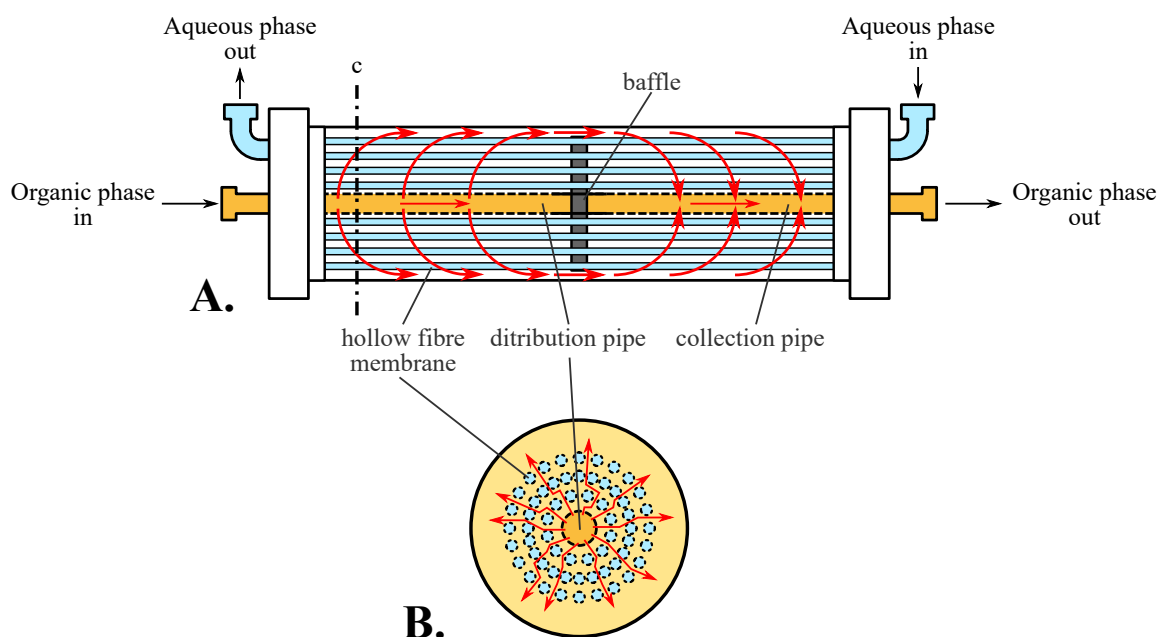 Aqueous phase
out
Aqueous phase
in
c
baffle
Organic phase
in
Organic phase
out
A.
hollow fibre
membrane
ditribution pipe
collection pipe
B.